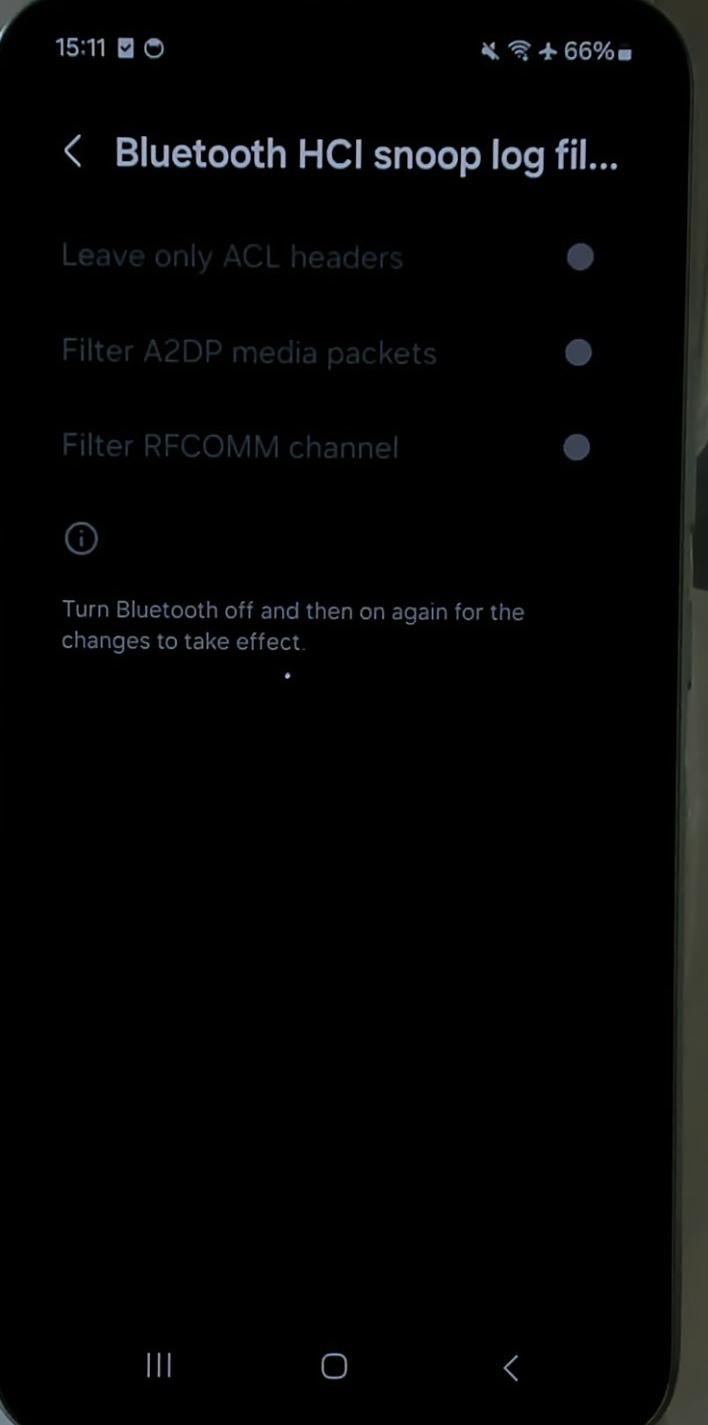 15:11 66%
Bluetooth HCI snoop log fil...
Leave only ACL headers
Filter A2DP media packets
Filter RFCOMM channel
Turn Bluetooth off and then on again for the
changes to take effect.